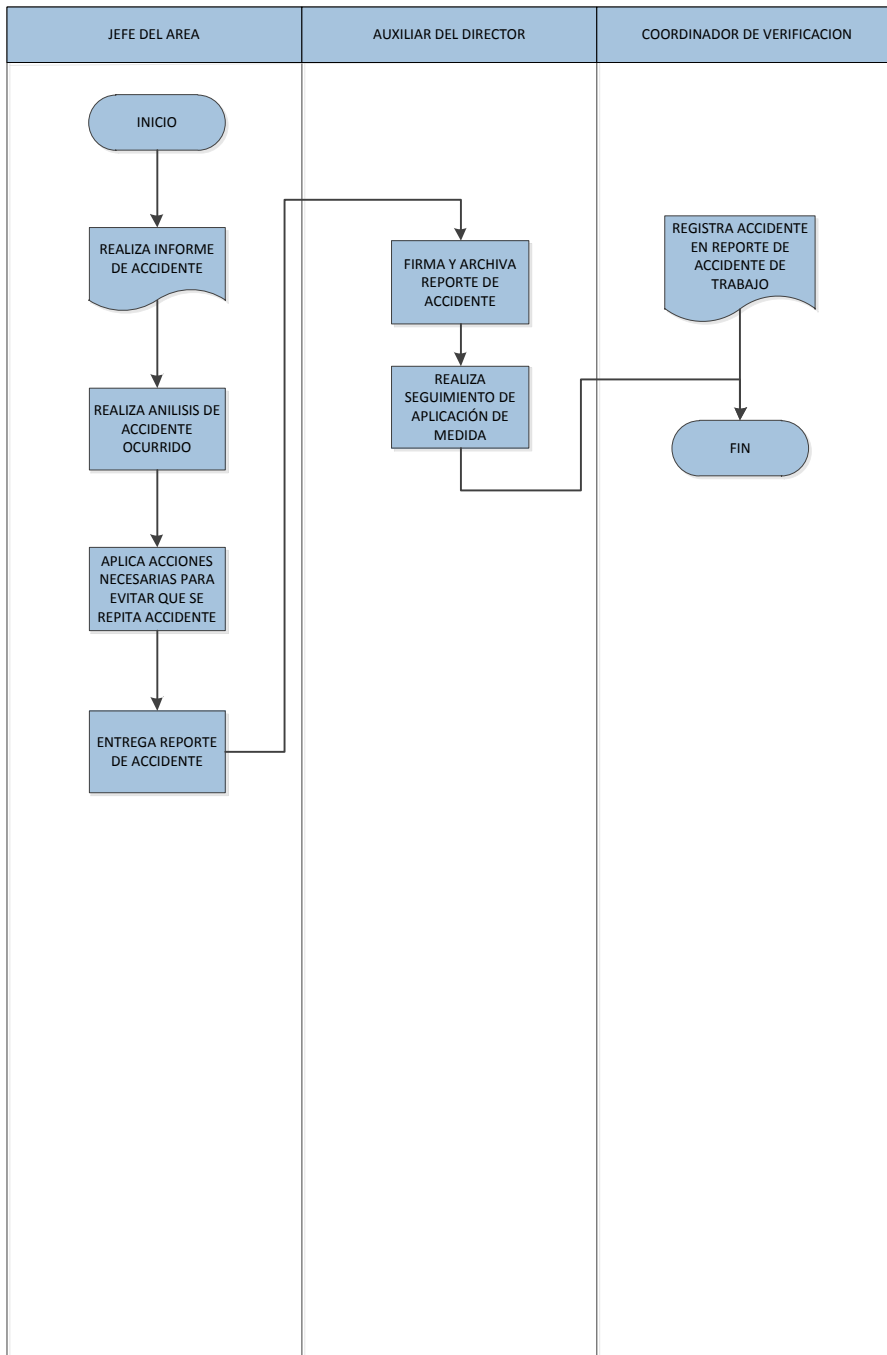 JEFE DEL AREA
AUXILIAR DEL DIRECTOR
COORDINADOR DE VERIFICACION
INICIO
REALIZA INFORME
DE ACCIDENTE
REALIZA ANILISIS DE
ACCIDENTE
OCURRIDO
APLICA ACCIONES
NECESARIAS PARA
EVITAR QUE SE
REPITA ACCIDENTE
ENTREGA REPORTE
DE ACCIDENTE
FIRMA Y ARCHIVA
REPORTE DE
ACCIDENTE
REALIZA
SEGUIMIENTO DE
APLICACIÓN DE
MEDIDA
REGISTRA ACCIDENTE
EN REPORTE DE
ACCIDENTE DE
TRABAJO
FIN